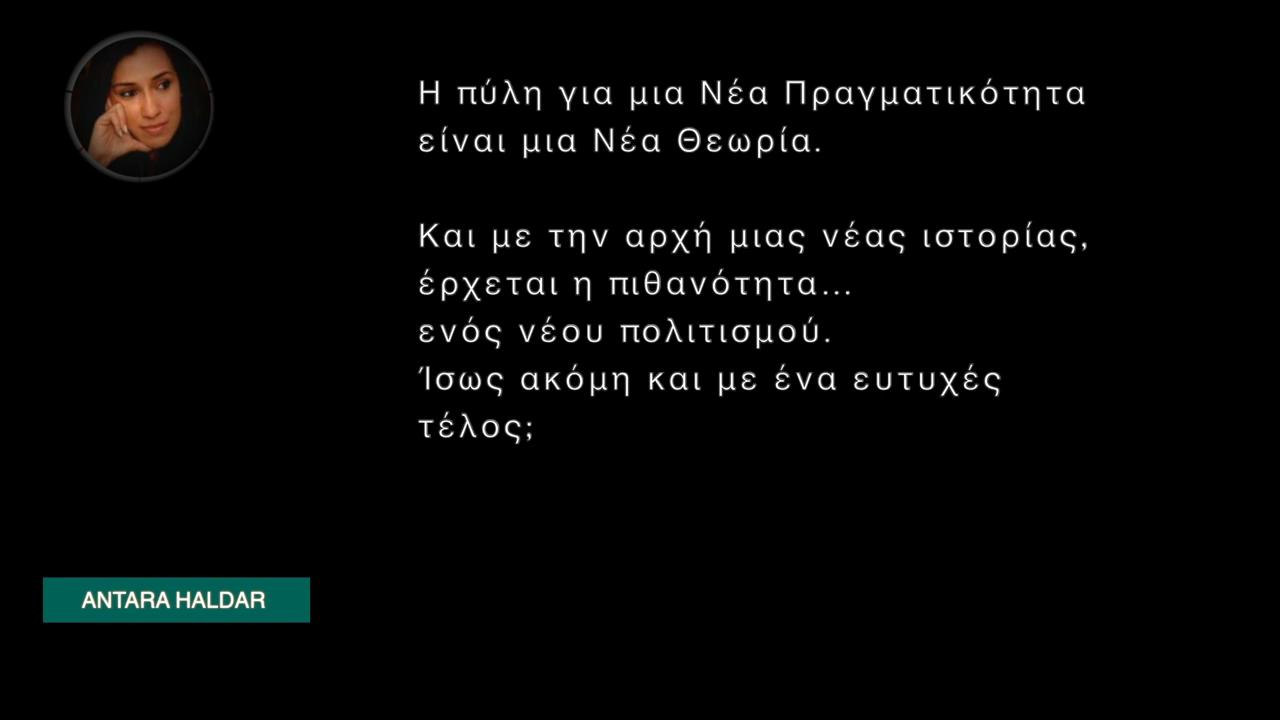 Η πύλη για μια Νέα Πραγματικότητα
είναι μια Νέα Θεωρία.
Και με την αρχή μιας νέας ιστορίας,
έρχεται η πιθανότητα...
ενός νέου πολιτισμού.
Ίσως ακόμη και με ένα ευτυχές
τέλος;
ANTARA HALDAR